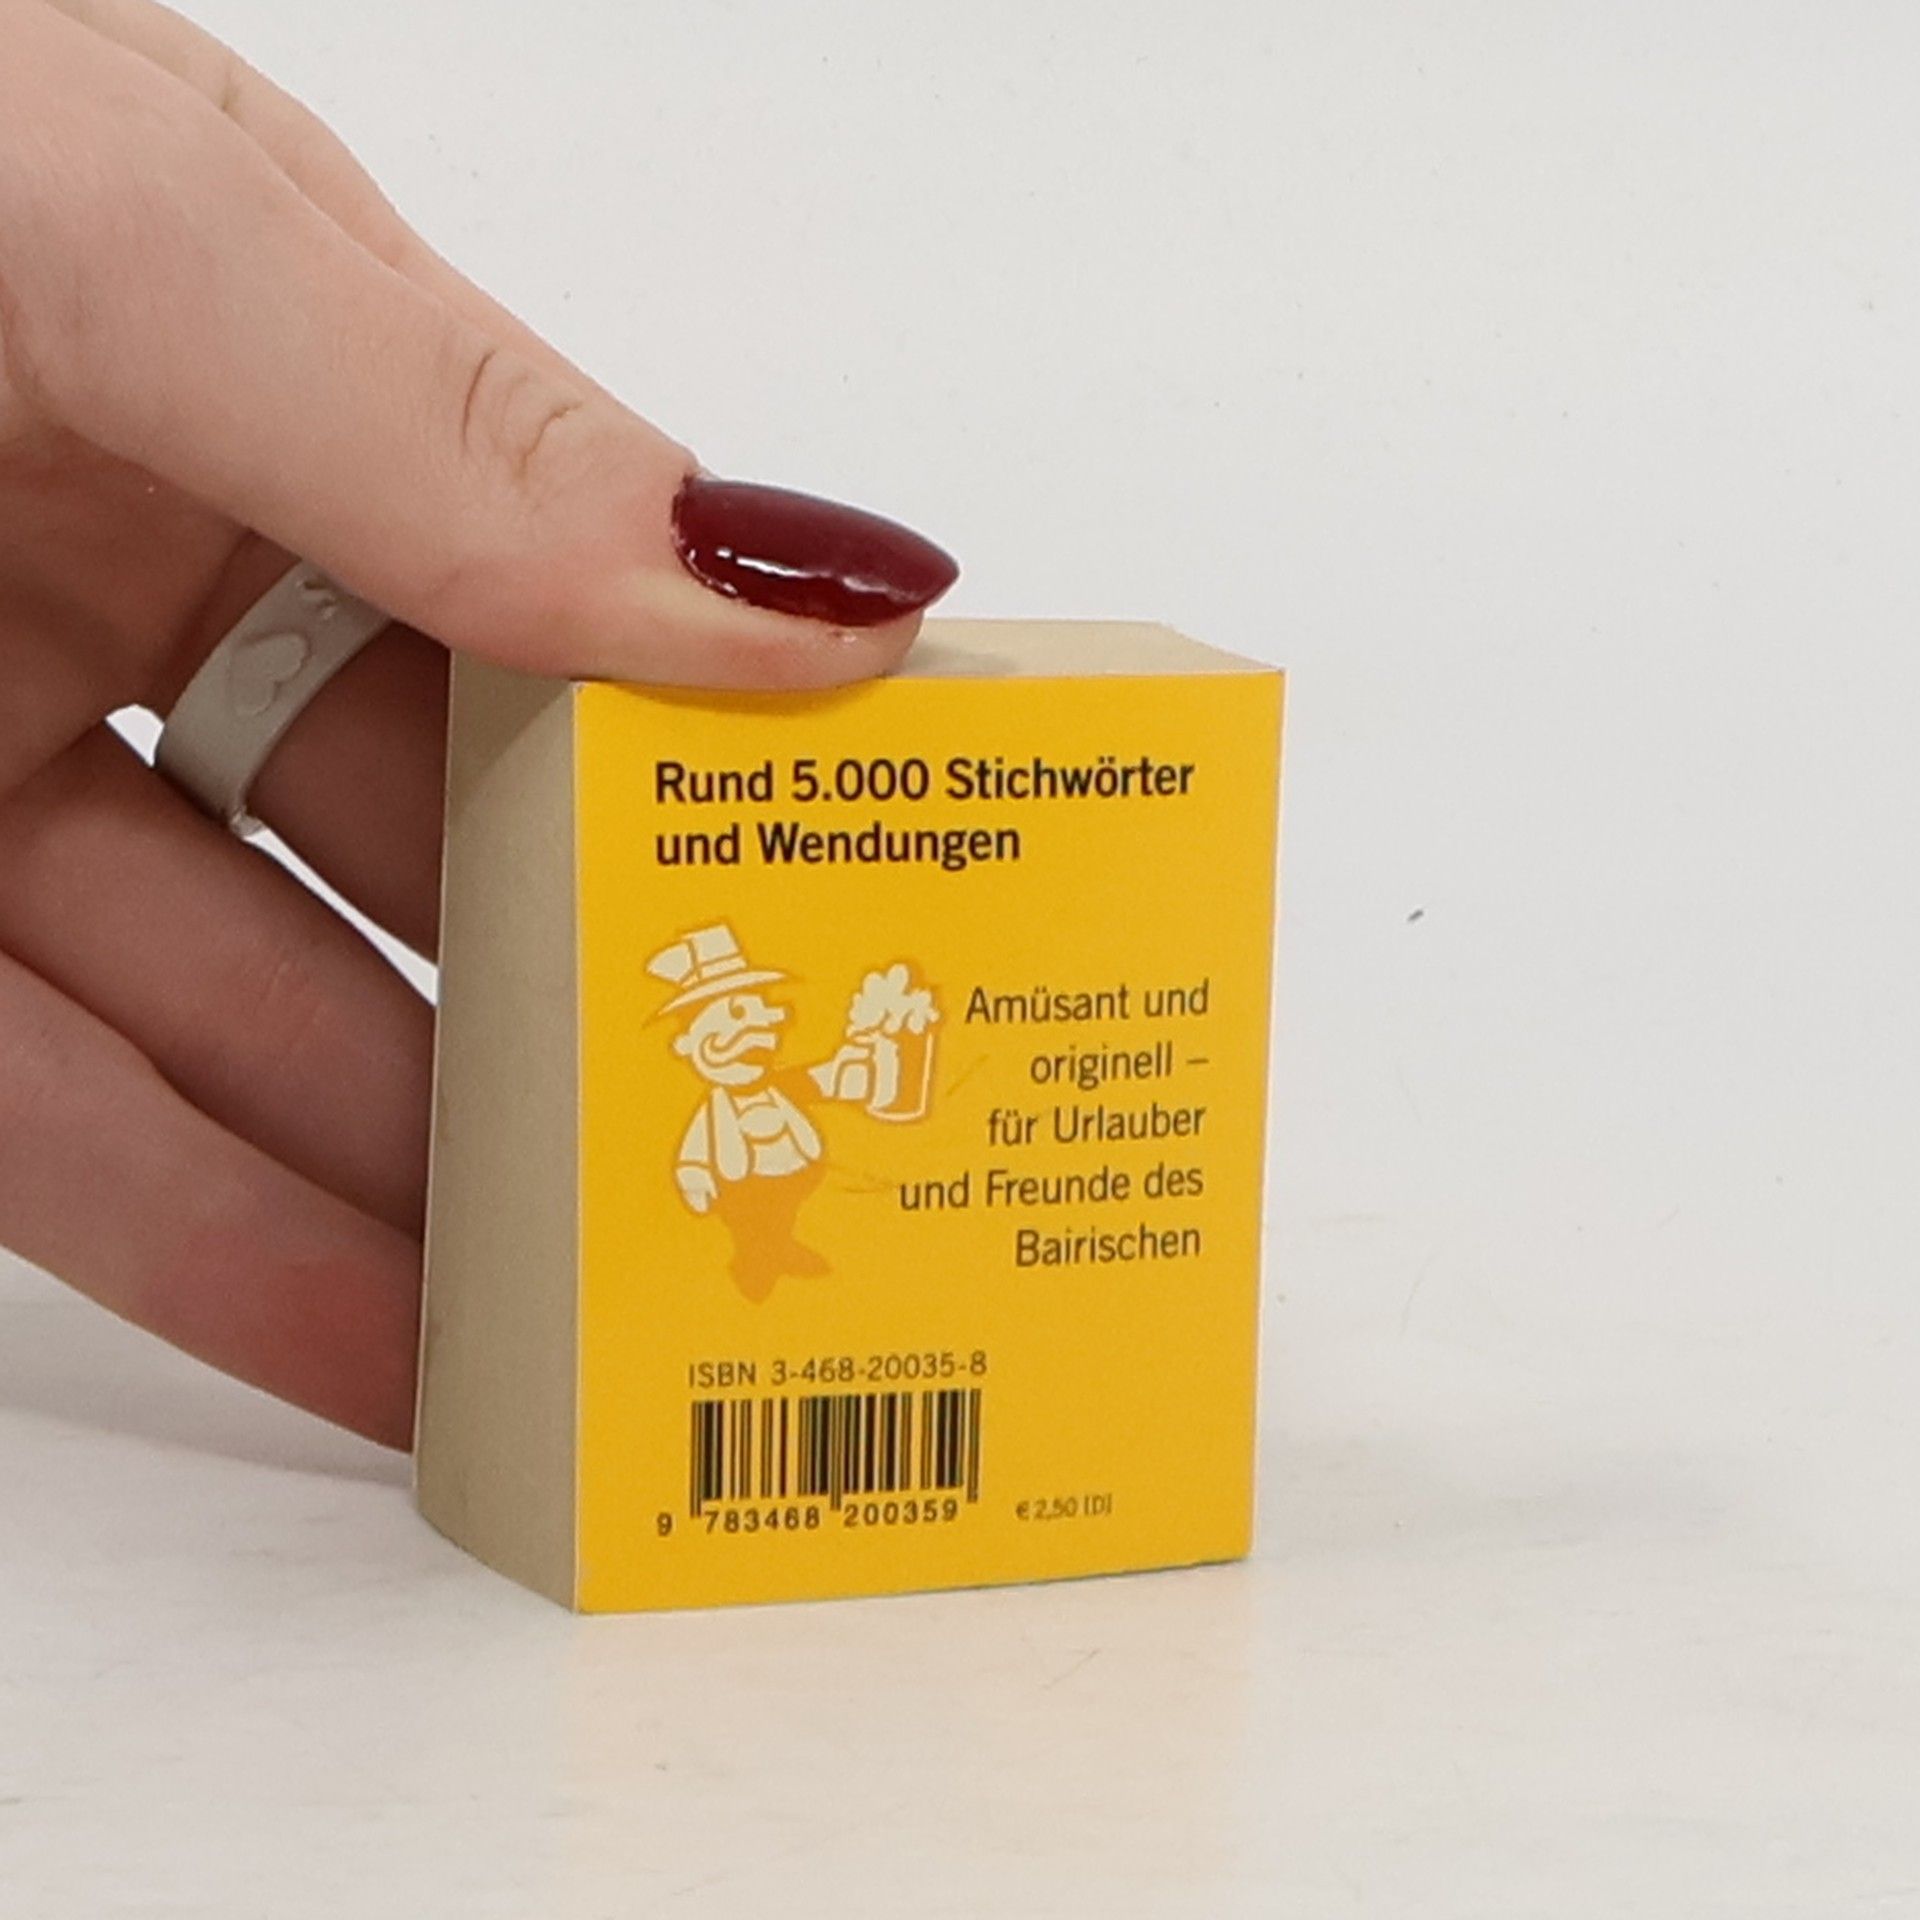 Rund 5.000 Stichwörter
und Wendungen
Amüsant und
originell –
für Urlauber
und Freunde des
Bairischen
ISBN 3-468-20035-8
9 783468 200359
€ 2,50 [D]